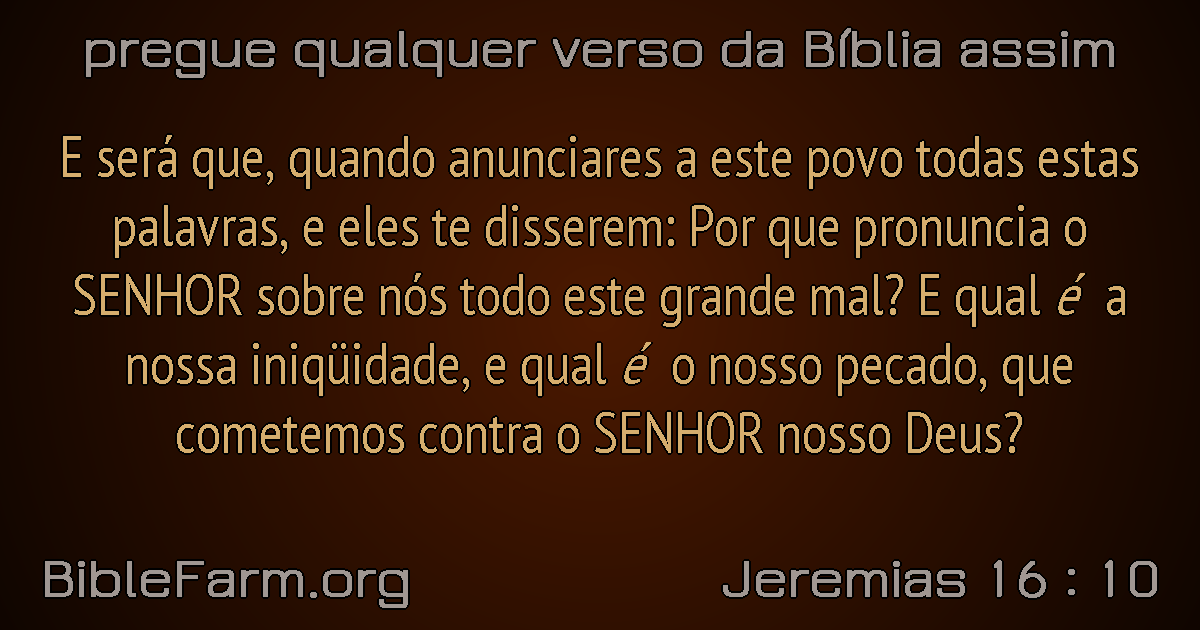 pregue qualquer verso da Bíblia assim
E será que, quando anunciares a este povo todas estas
palavras, e eles te disserem: Por que pronuncia o
SENHOR sobre nós todo este grande mal? E qual é a
nossa iniqüidade, e qual é o nosso pecado, que
cometemos contra o SENHOR nosso Deus?
BibleFarm.org
Jeremias 16 : 10